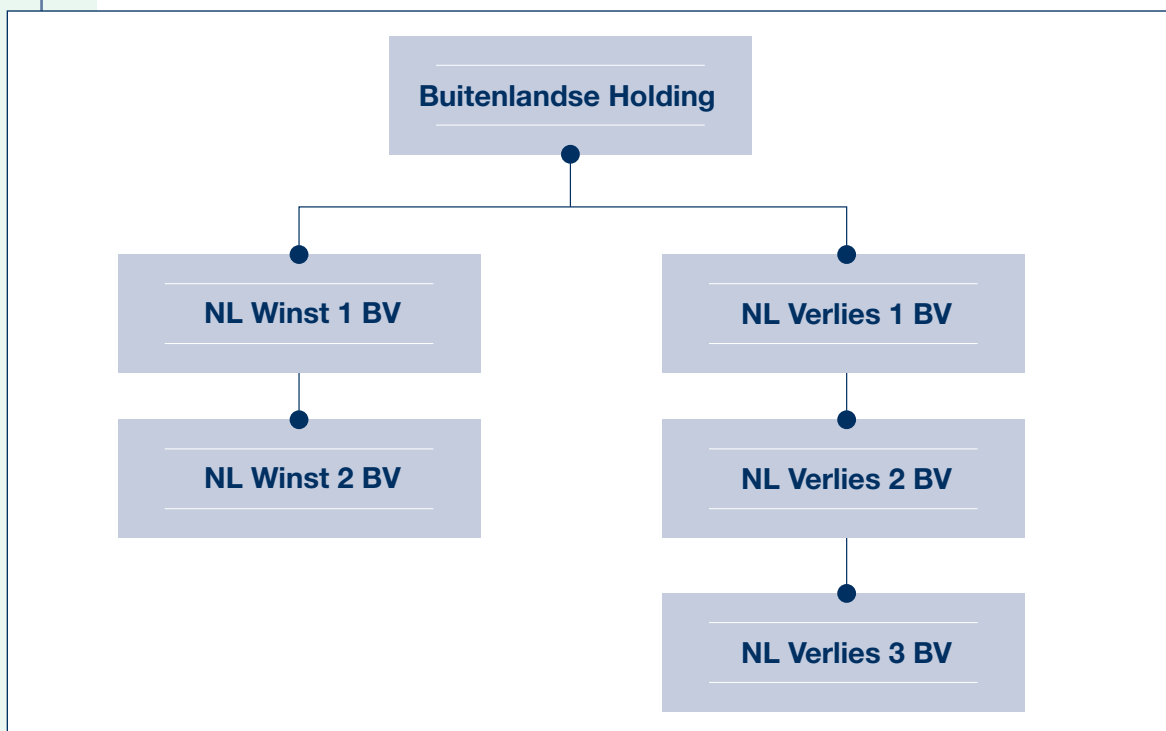 Buitenlandse Holding
NL Winst 1 BV
NL Verlies 1 BV
NL Winst 2 BV
NL Verlies 2 BV
NL Verlies 3 BV